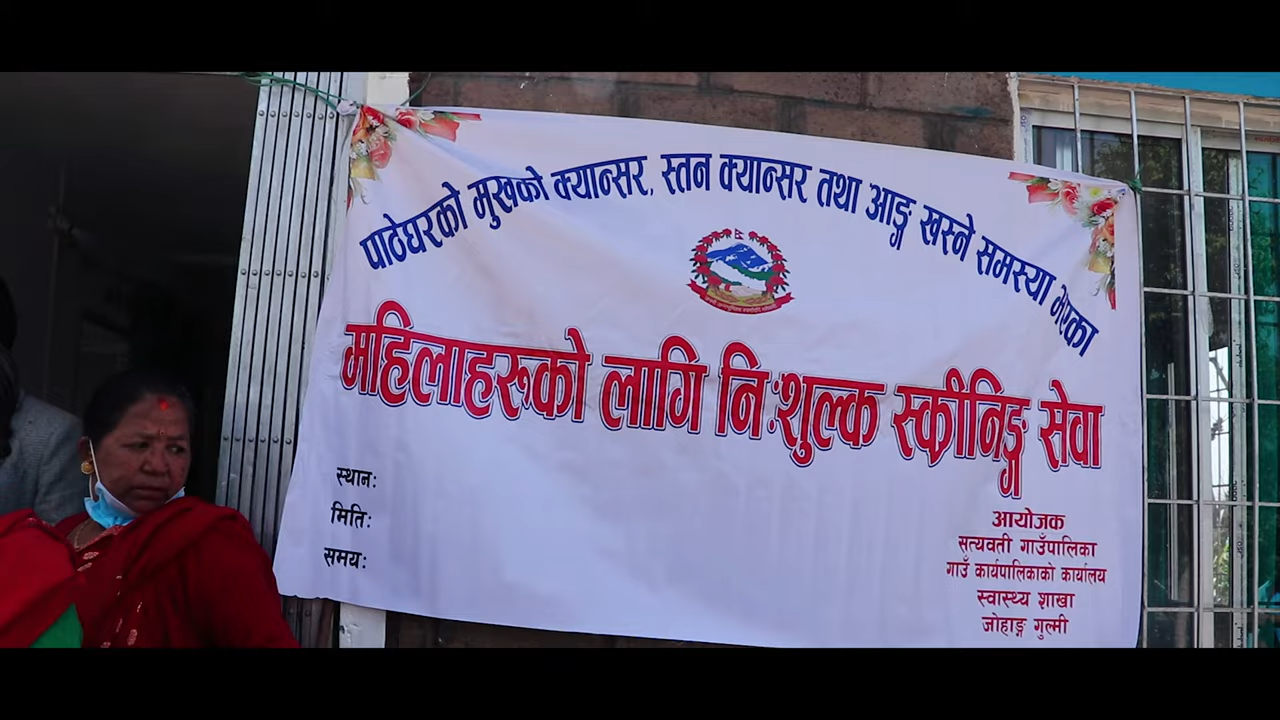 पाठेघरको मुखको क्यान्सर, स्तन क्यान्सर तथा आङ्ग खस्ने समस्या भएका
महिलाहरूको लागि निःशुल्क स्क्रीनिङ्ग सेवा
स्थानः
मितिः
समयः
आयोजक
सत्यवती गाउँपालिका
गाउँ कार्यपालिकाको कार्यालय
स्वास्थ्य शाखा
जोहाङ्ग गुल्मी